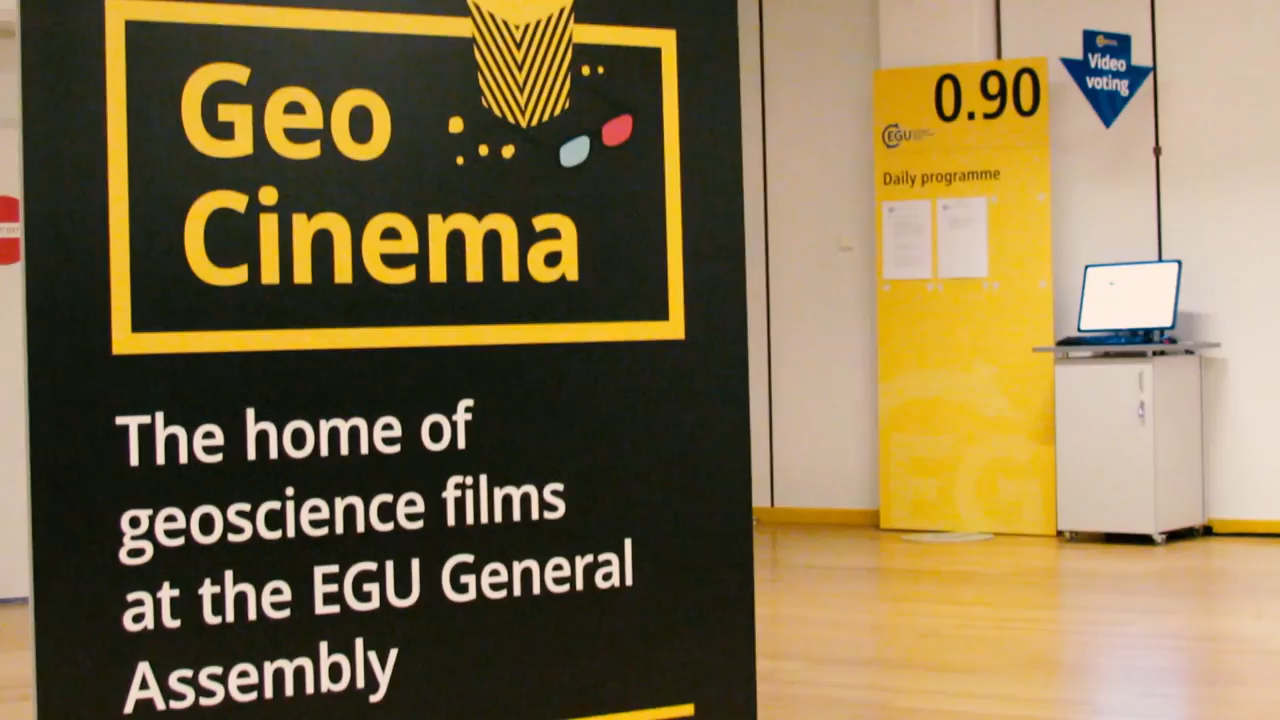 Geo
Cinema
The home of
geoscience films
at the EGU General
Assembly
0.90
EGU
Daily programme
Video
voting